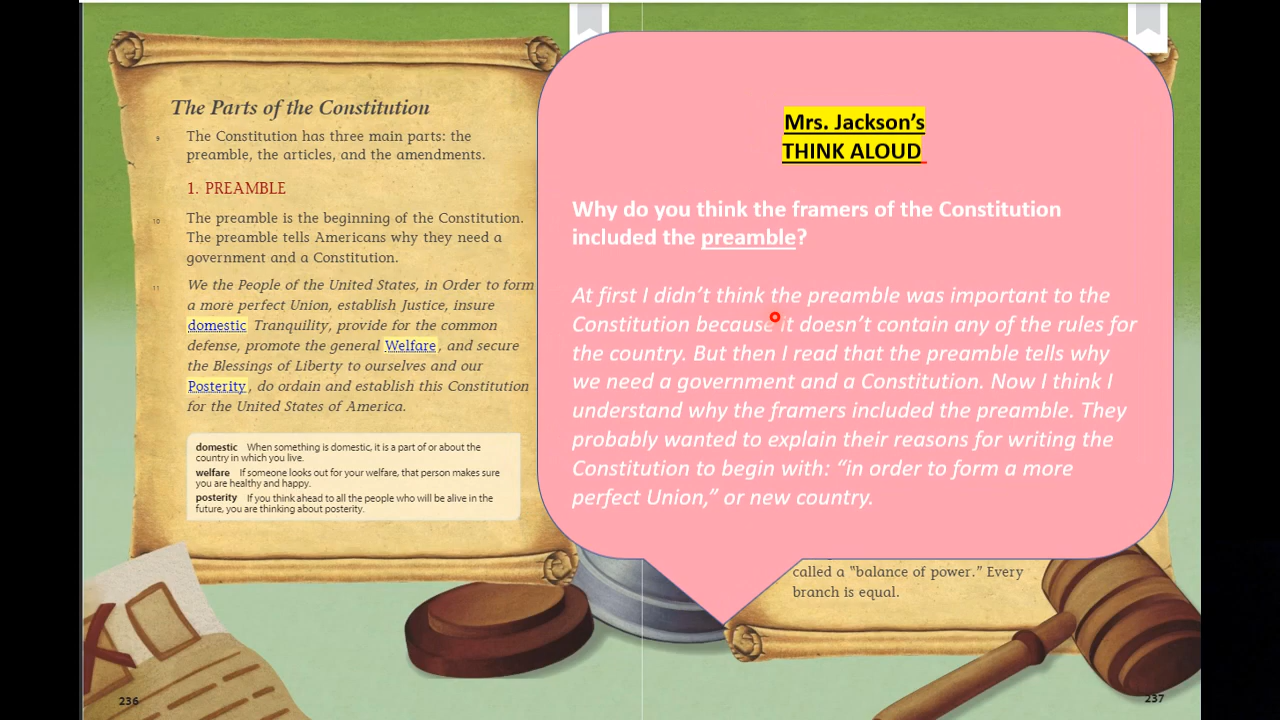 The Parts of the Constitution
9
The Constitution has three main parts: the
preamble, the articles, and the amendments.
1. PREAMBLE
10
The preamble is the beginning of the Constitution.
The preamble tells Americans why they need a
government and a Constitution.
11
We the People of the United States, in Order to form
a more perfect Union, establish Justice, insure
domestic Tranquility, provide for the common
defense, promote the general Welfare, and secure
the Blessings of Liberty to ourselves and our
Posterity, do ordain and establish this Constitution
for the United States of America.
domestic When something is domestic, it is a part of or about the
country in which you live.
welfare If someone looks out for your welfare, that person makes sure
you are healthy and happy.
posterity If you think ahead to all the people who will be alive in the
future, you are thinking about posterity.
236
Mrs. Jackson's
THINK ALOUD
Why do you think the framers of the Constitution
included the preamble?
At first I didn't think the preamble was important to the
Constitution because it doesn't contain any of the rules for
the country. But then I read that the preamble tells why
we need a government and a Constitution. Now I think I
understand why the framers included the preamble. They
probably wanted to explain their reasons for writing the
Constitution to begin with: "in order to form a more
perfect Union," or new country.
called a "balance of power." Every
branch is equal.
237